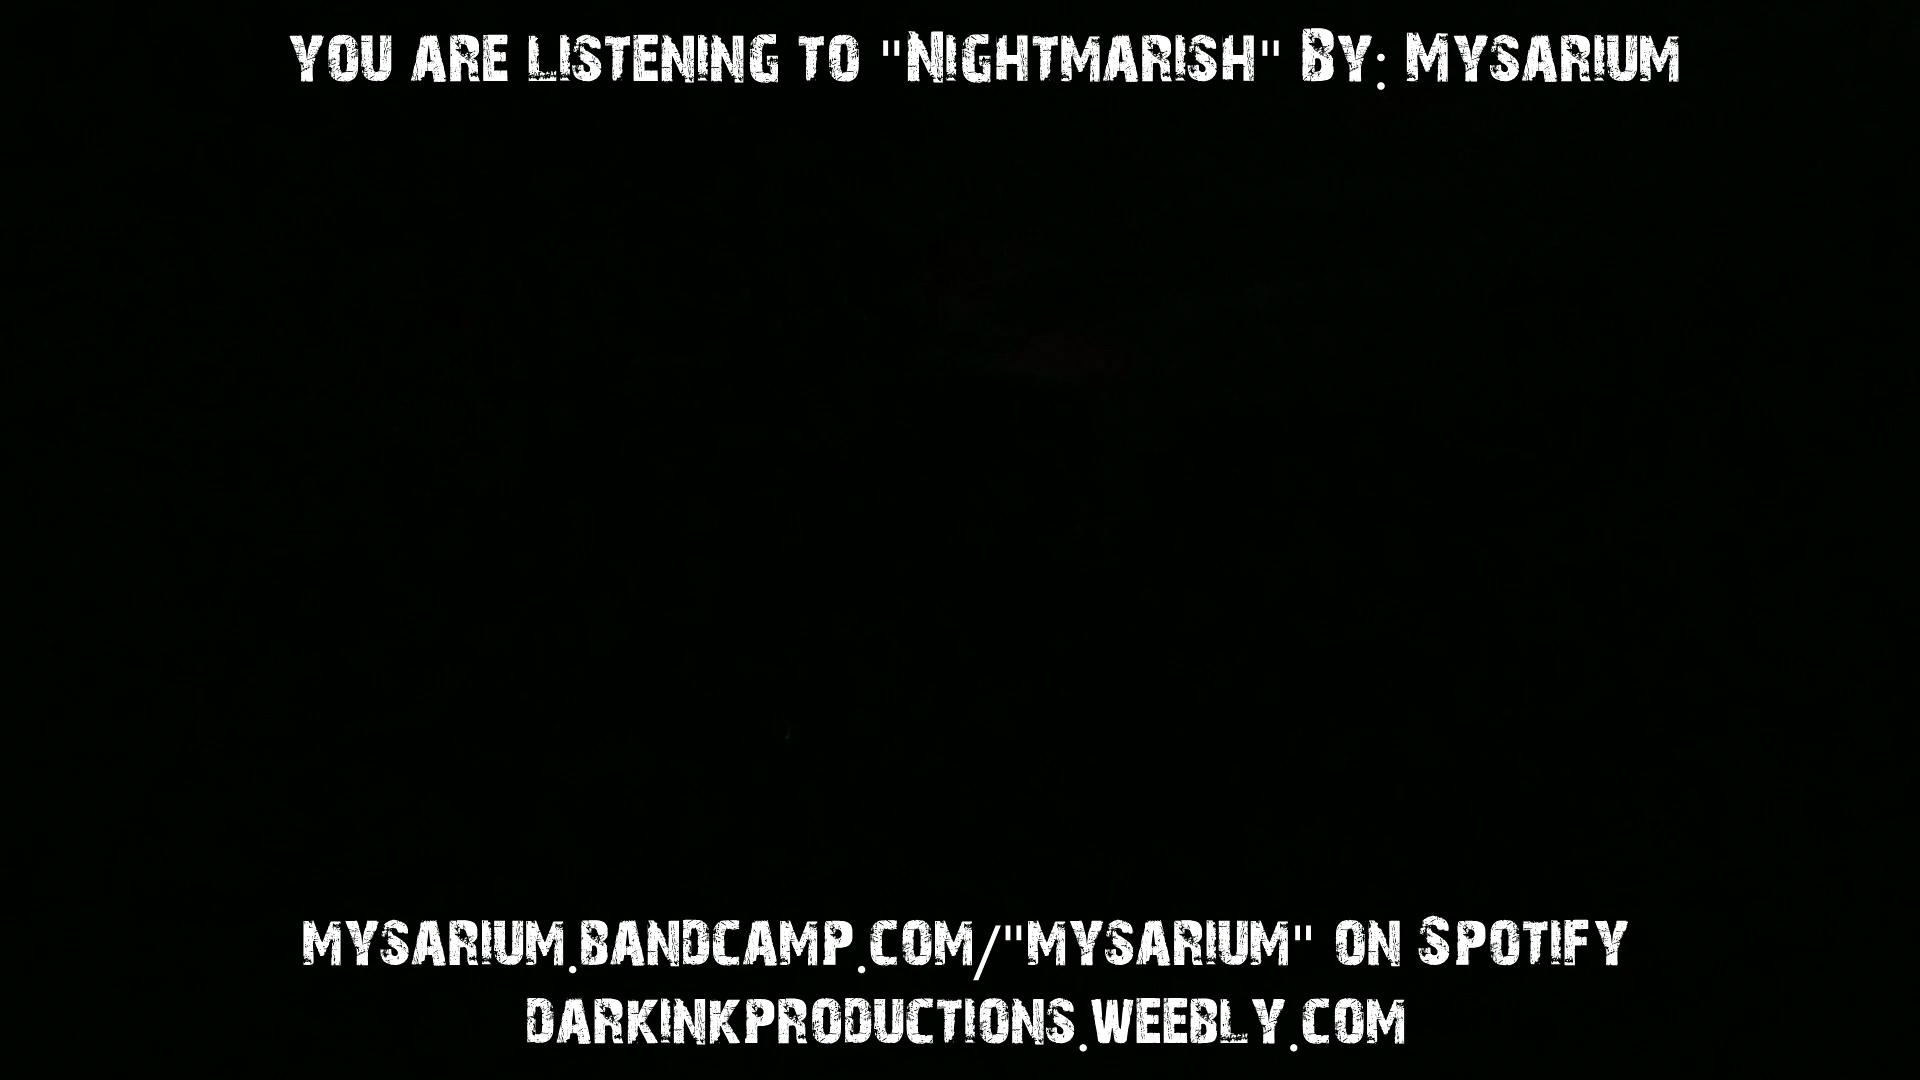 You are listening to "Nightmarish" By: Mysarium
mysarium.bandcamp.com/"mysarium" on Spotify
darkinkproductions.weebly.com